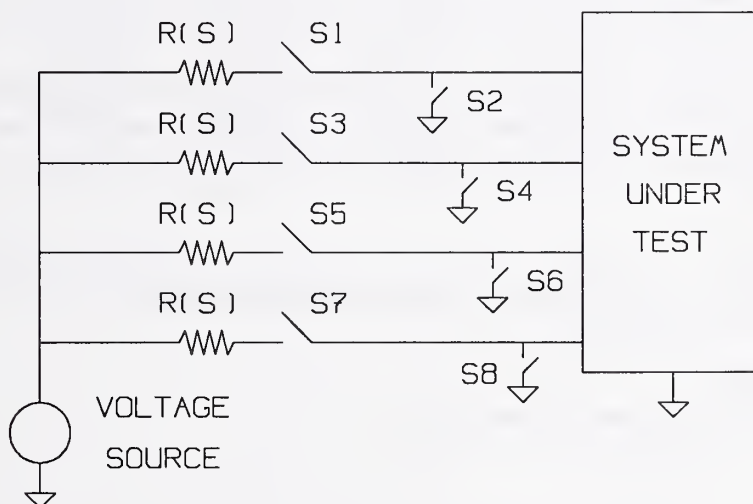 R(S) S1
S2
R(S) S3
S4
R(S) S5
S6
R(S) S7
S8
SYSTEM
UNDER
TEST
VOLTAGE
SOURCE